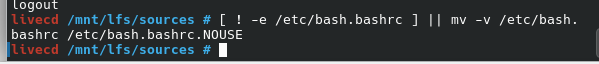 logout
livecd /mnt/lfs/sources # [ ! -e /etc/bash.bashrc ] || mv -v /etc/bash.
bashrc /etc/bash.bashrc.NOUSE
livecd /mnt/lfs/sources #